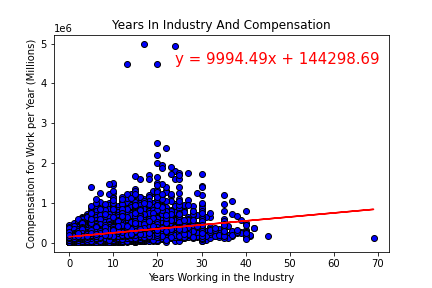 Years In Industry And Compensation
1e6
y = 9994.49x + 144298.69
5
4
3
2
1
0
Compensation for Work per Year (Millions)
0 10 20 30 40 50 60 70
Years Working in the Industry